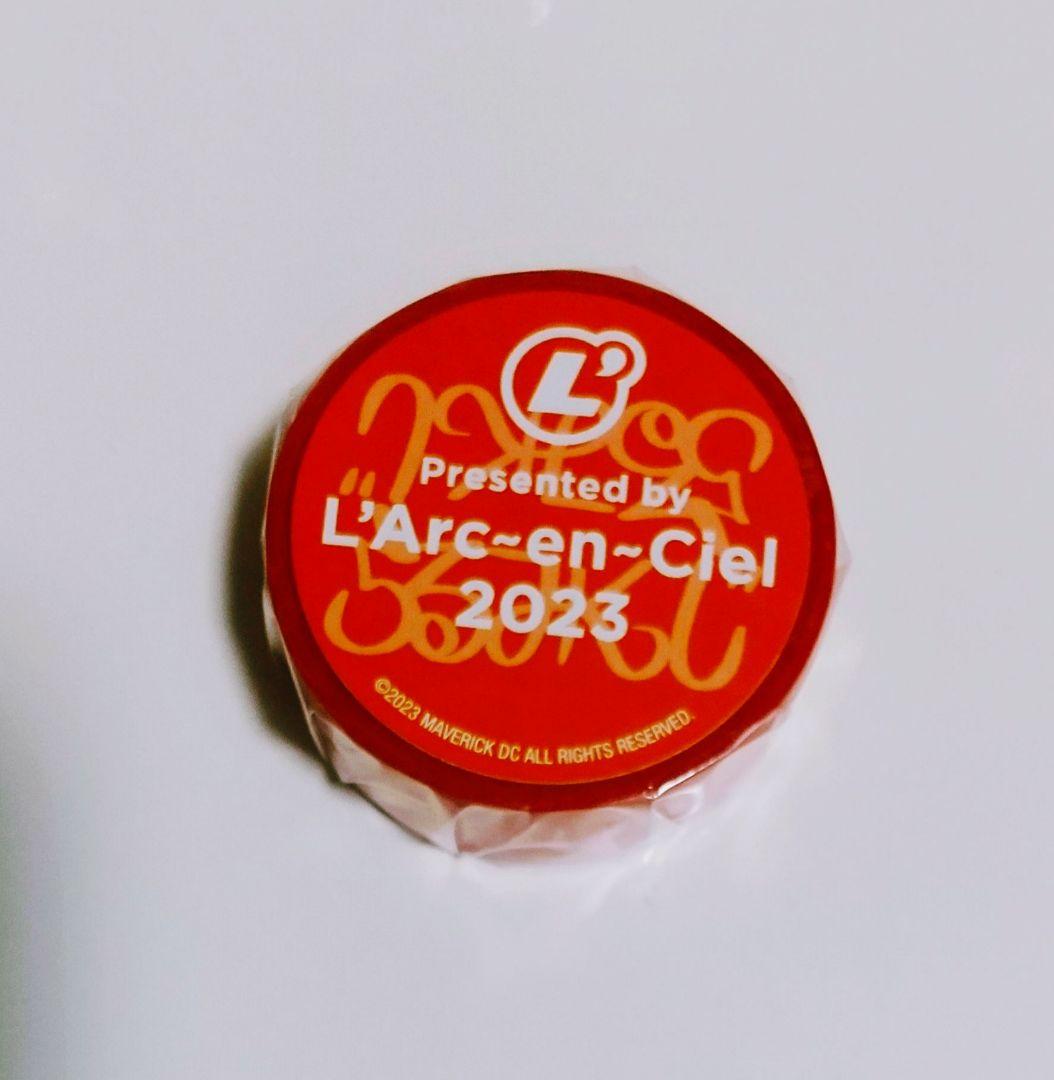 L'
Presented by
L'Arc~en~Ciel
2023
©2023 MAVERICK DC ALL RIGHTS RESERVED.